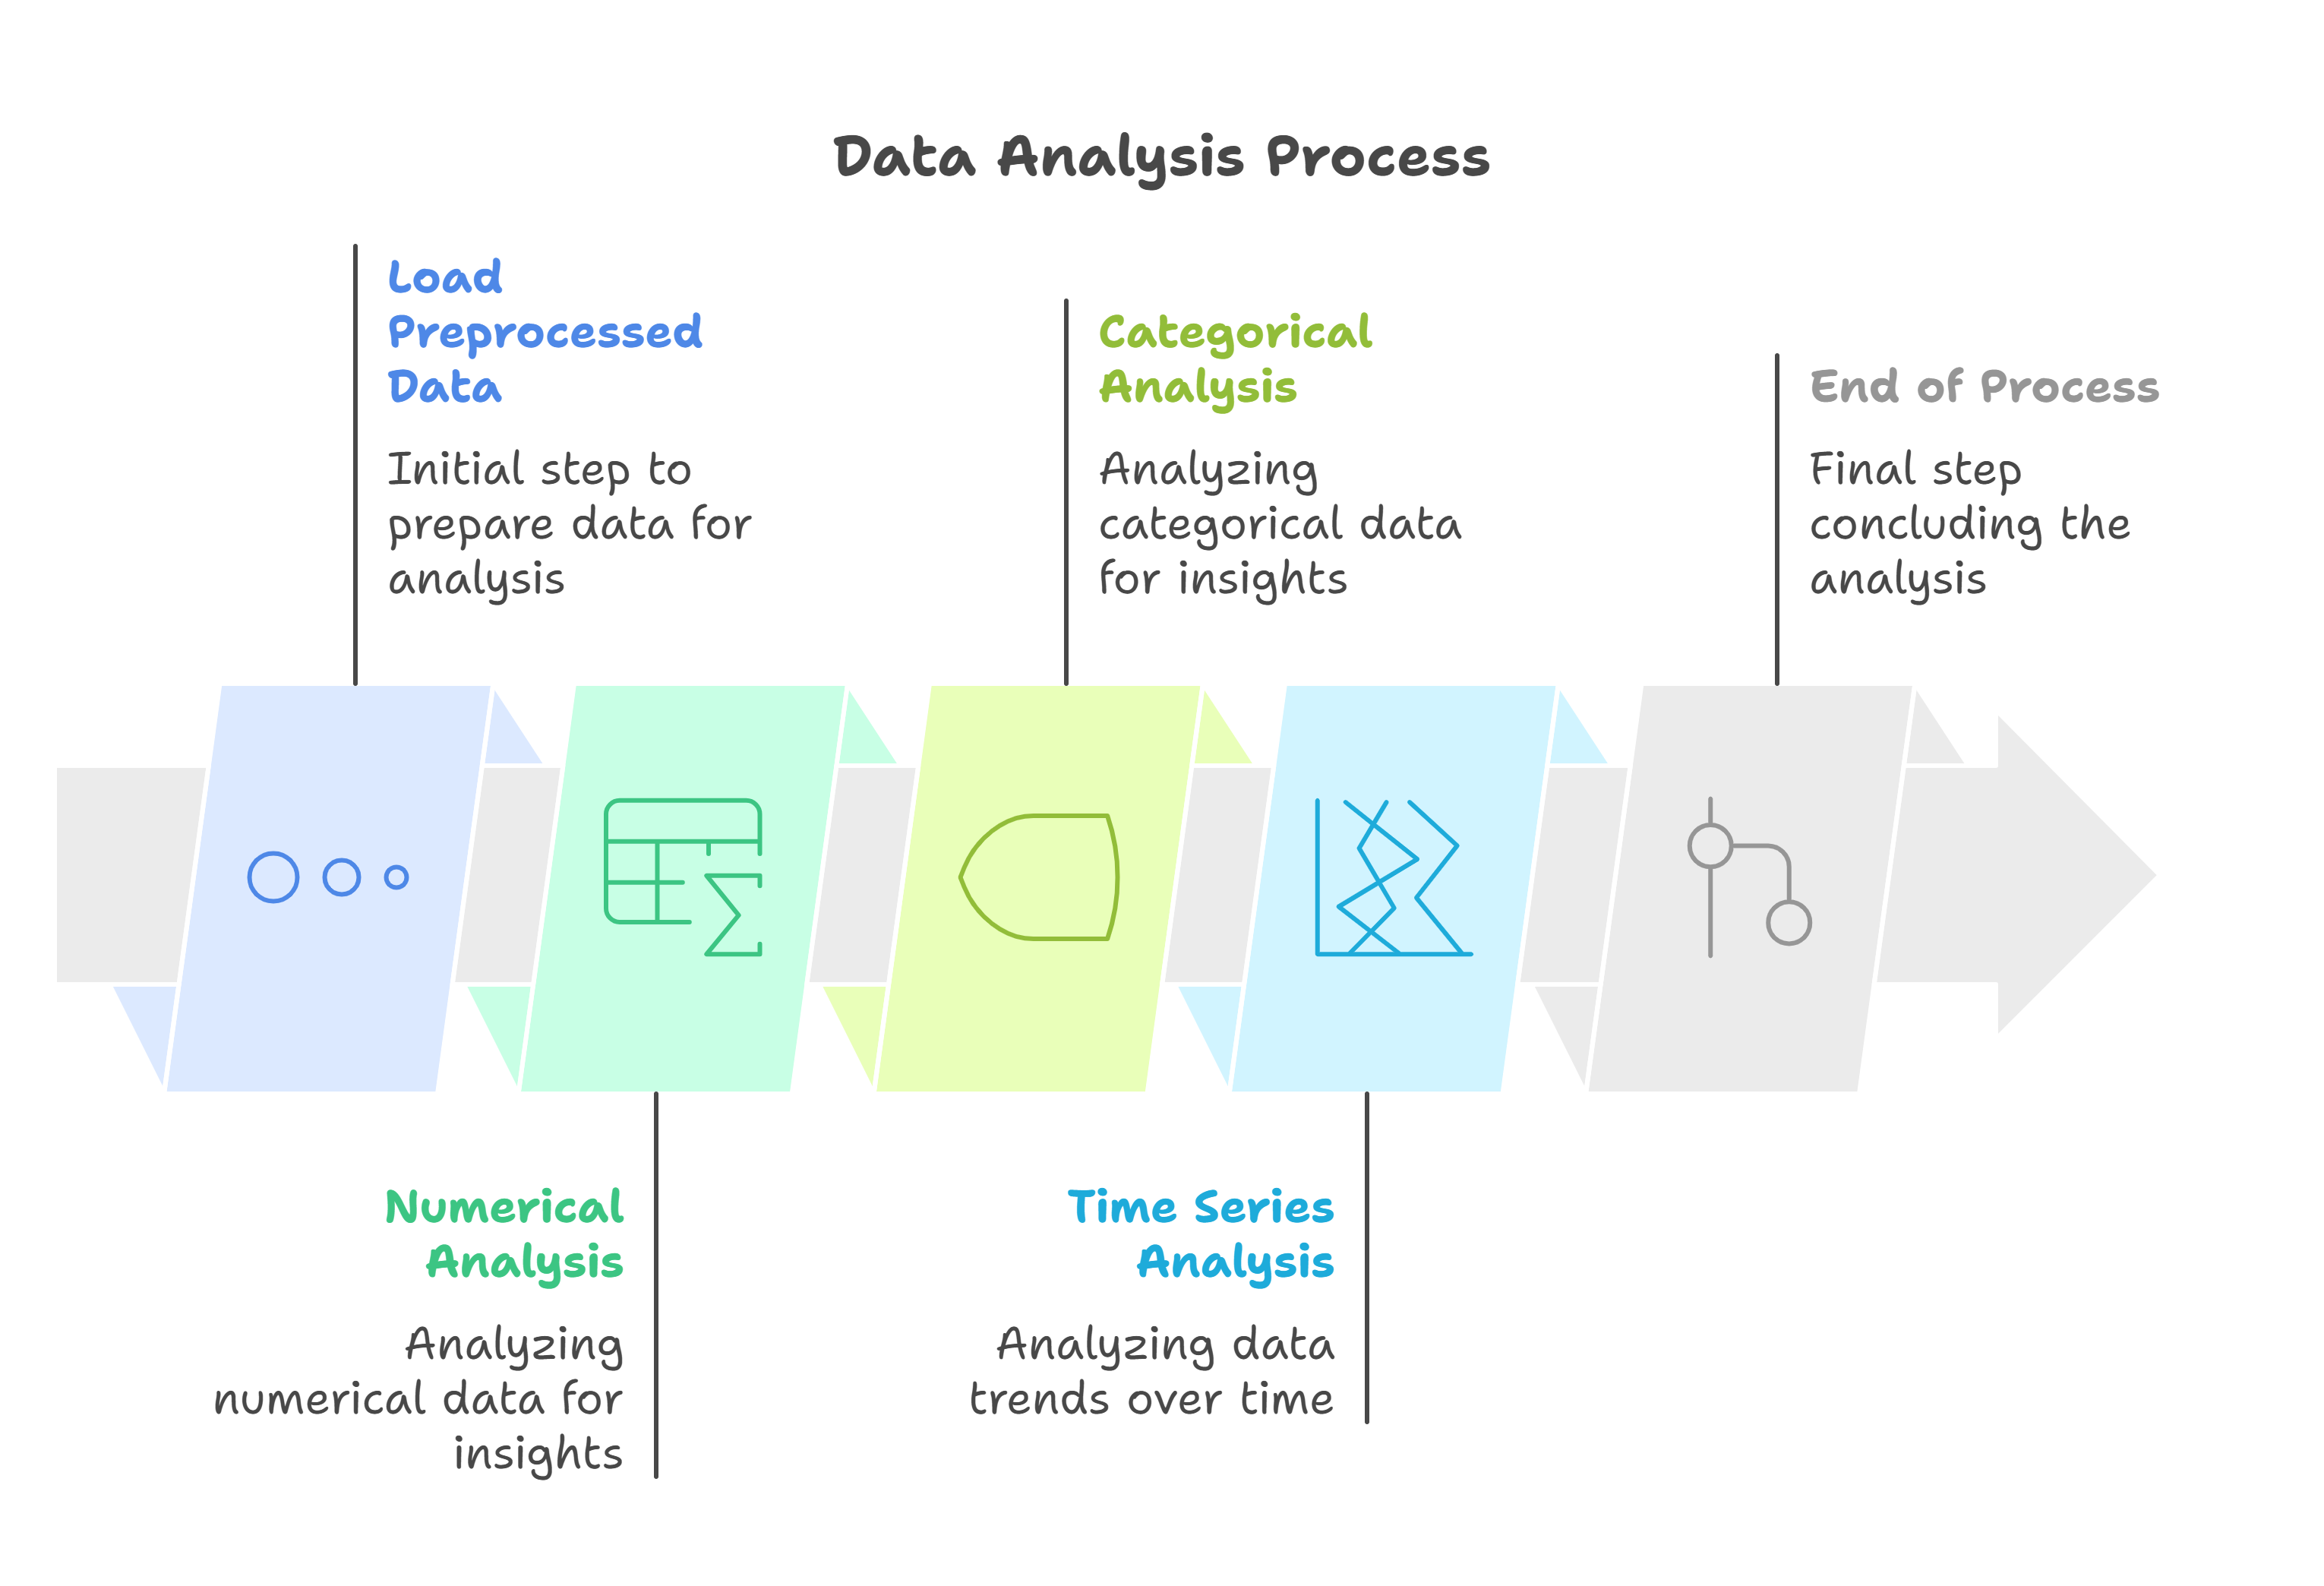 Data Analysis Process
Load
Preprocessed
Data
Initial step to
prepare data for
analysis
Categorical
Analysis
Analyzing
categorical data
for insights
End of Process
Final step
concluding the
analysis
Numerical
Analysis
Analyzing
numerical data for
insights
Time Series
Analysis
Analyzing data
trends over time